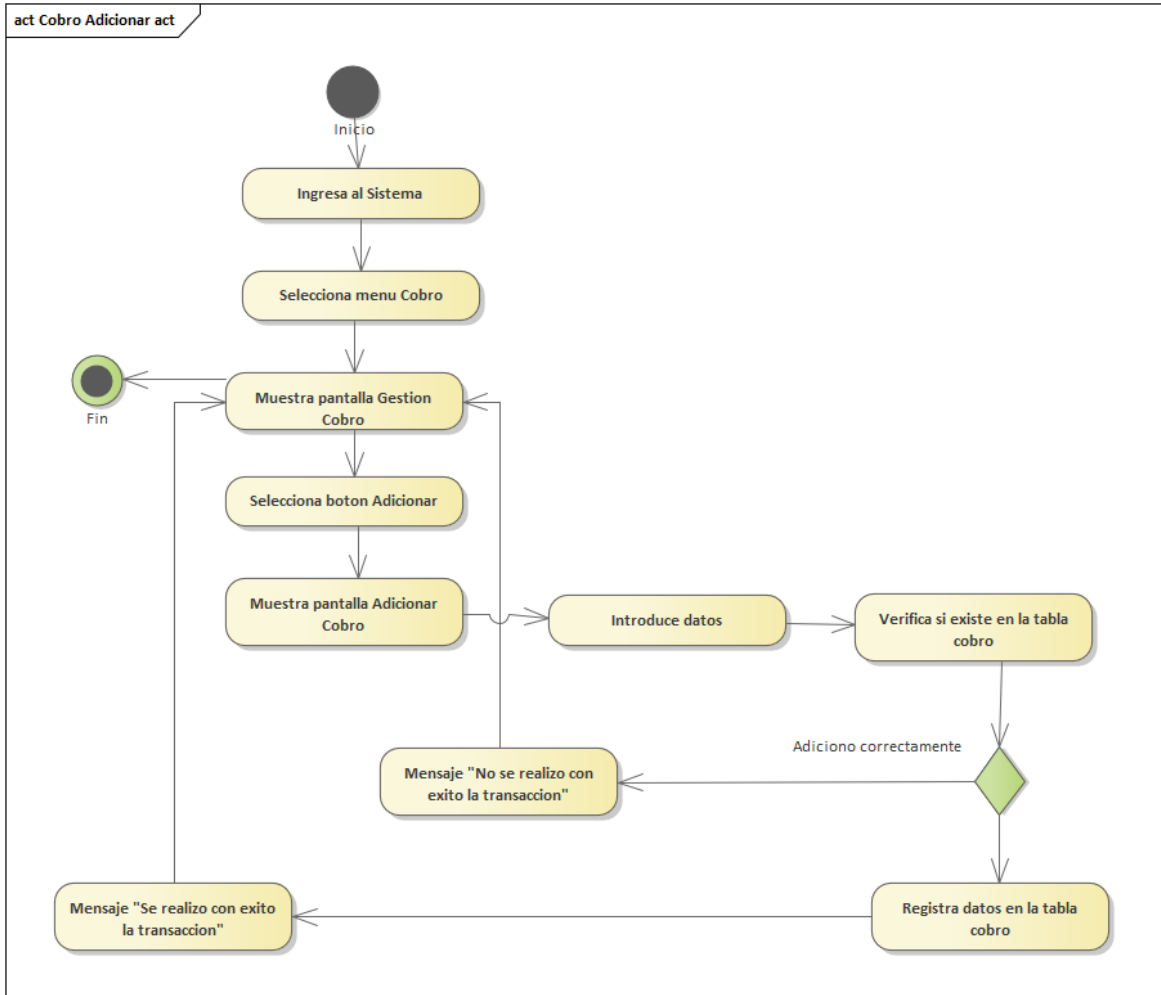 act Cobro Adicionar act
Inicio
Ingresa al Sistema
Selecciona menu Cobro
Muestra pantalla Gestion
Cobro
Fin
Selecciona boton Adicionar
Muestra pantalla Adicionar
Cobro
Introduce datos
Verifica si existe en la tabla
cobro
Adiciono correctamente
Mensaje "No se realizo con
exito la transaccion"
Registra datos en la tabla
cobro
Mensaje "Se realizo con exito
la transaccion"